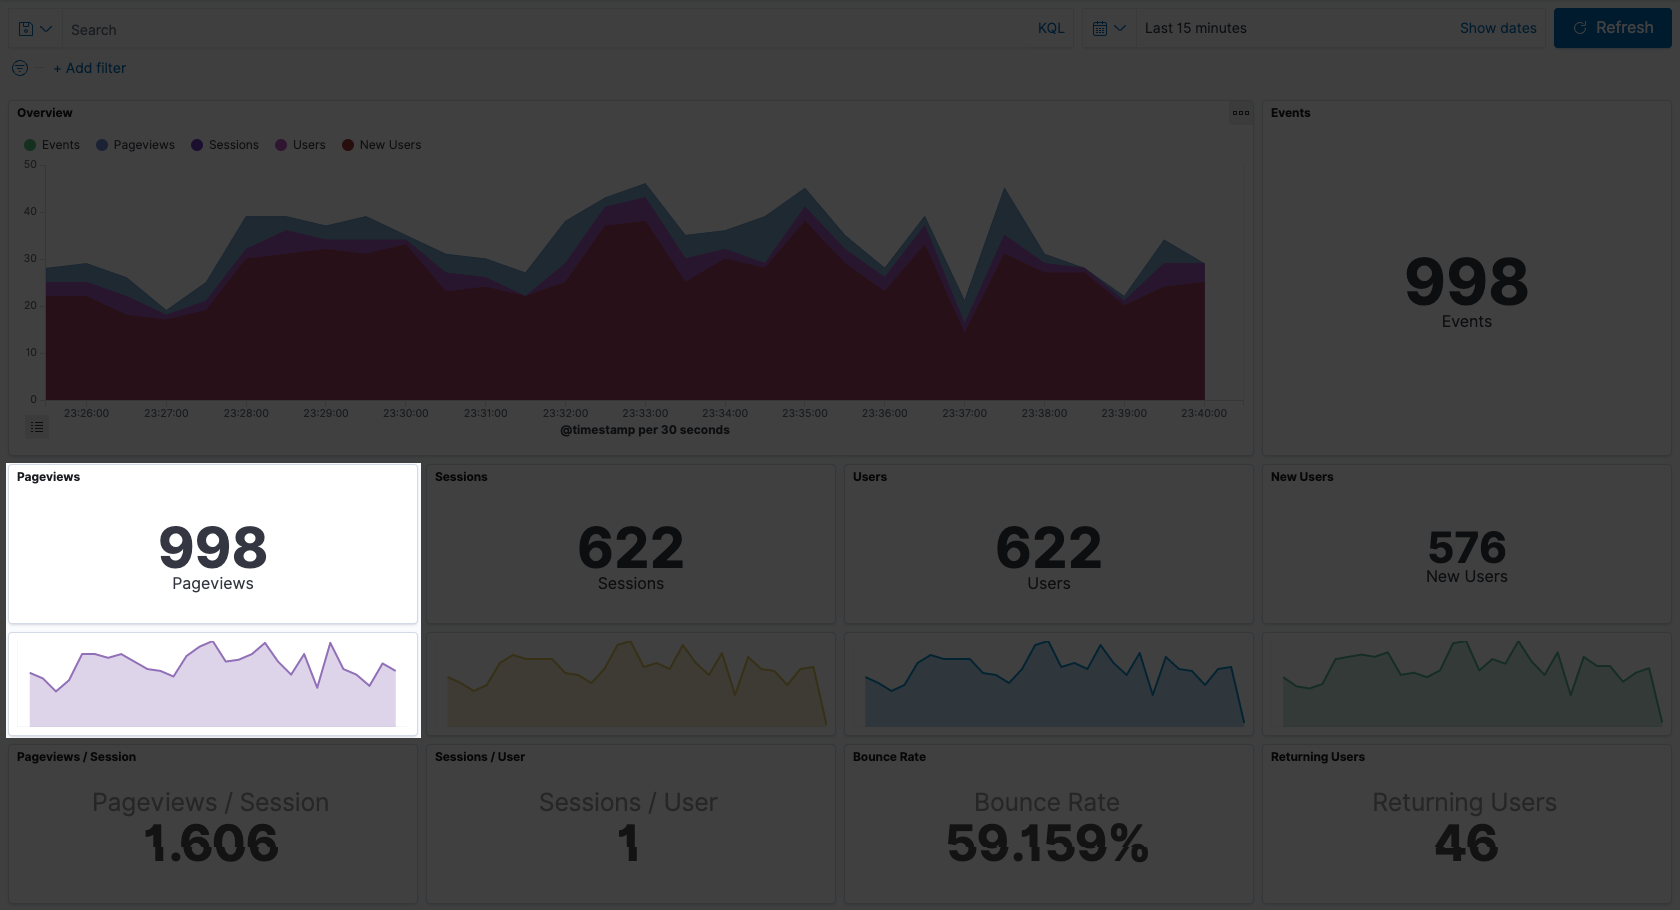 Search KQL Last 15 minutes Show dates Refresh
+ Add filter
Overview
Events Pageviews Sessions Users New Users
50
40
30
20
10
0
23:26:00 23:27:00 23:28:00 23:29:00 23:30:00 23:31:00 23:32:00 23:33:00 23:34:00 23:35:00 23:36:00 23:37:00 23:38:00 23:39:00 23:40:00
@timestamp per 30 seconds
Events
998
Events
Pageviews
998
Pageviews
Sessions
622
Sessions
Users
622
Users
New Users
576
New Users
Pageviews / Session
Pageviews / Session
1.606
Sessions / User
Sessions / User
1
Bounce Rate
Bounce Rate
59.159%
Returning Users
Returning Users
46